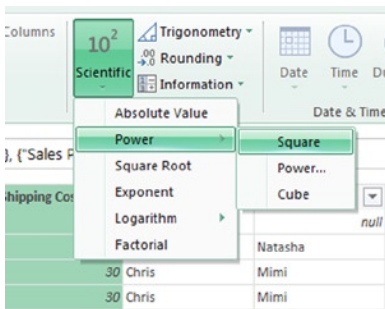 Columns
10²
Scientific
Trigonometry
.00 Rounding
Information
Date
Time
Du
Date & Time
Absolute Value
Power
Square Root
Exponent
Logarithm
Factorial
Square
Power...
Cube
}, {"Sales P
Shipping Cos
null
Natasha
30 Chris Mimi
30 Chris Mimi